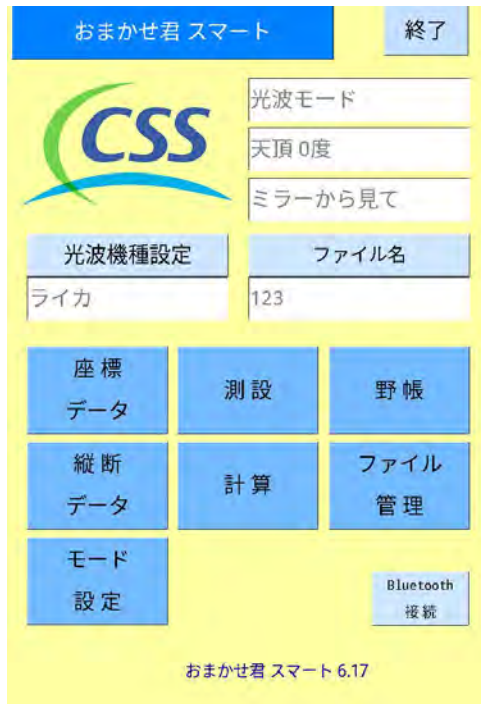 おまかせ君 スマート
終了
CSS
光波モード
天頂 0度
ミラーから見て
光波機種設定
ファイル名
ライカ
123
座 標
データ
測 設
野 帳
縦 断
データ
計 算
ファイル
管 理
モード
設 定
Bluetooth
接 続
おまかせ君 スマート 6.17